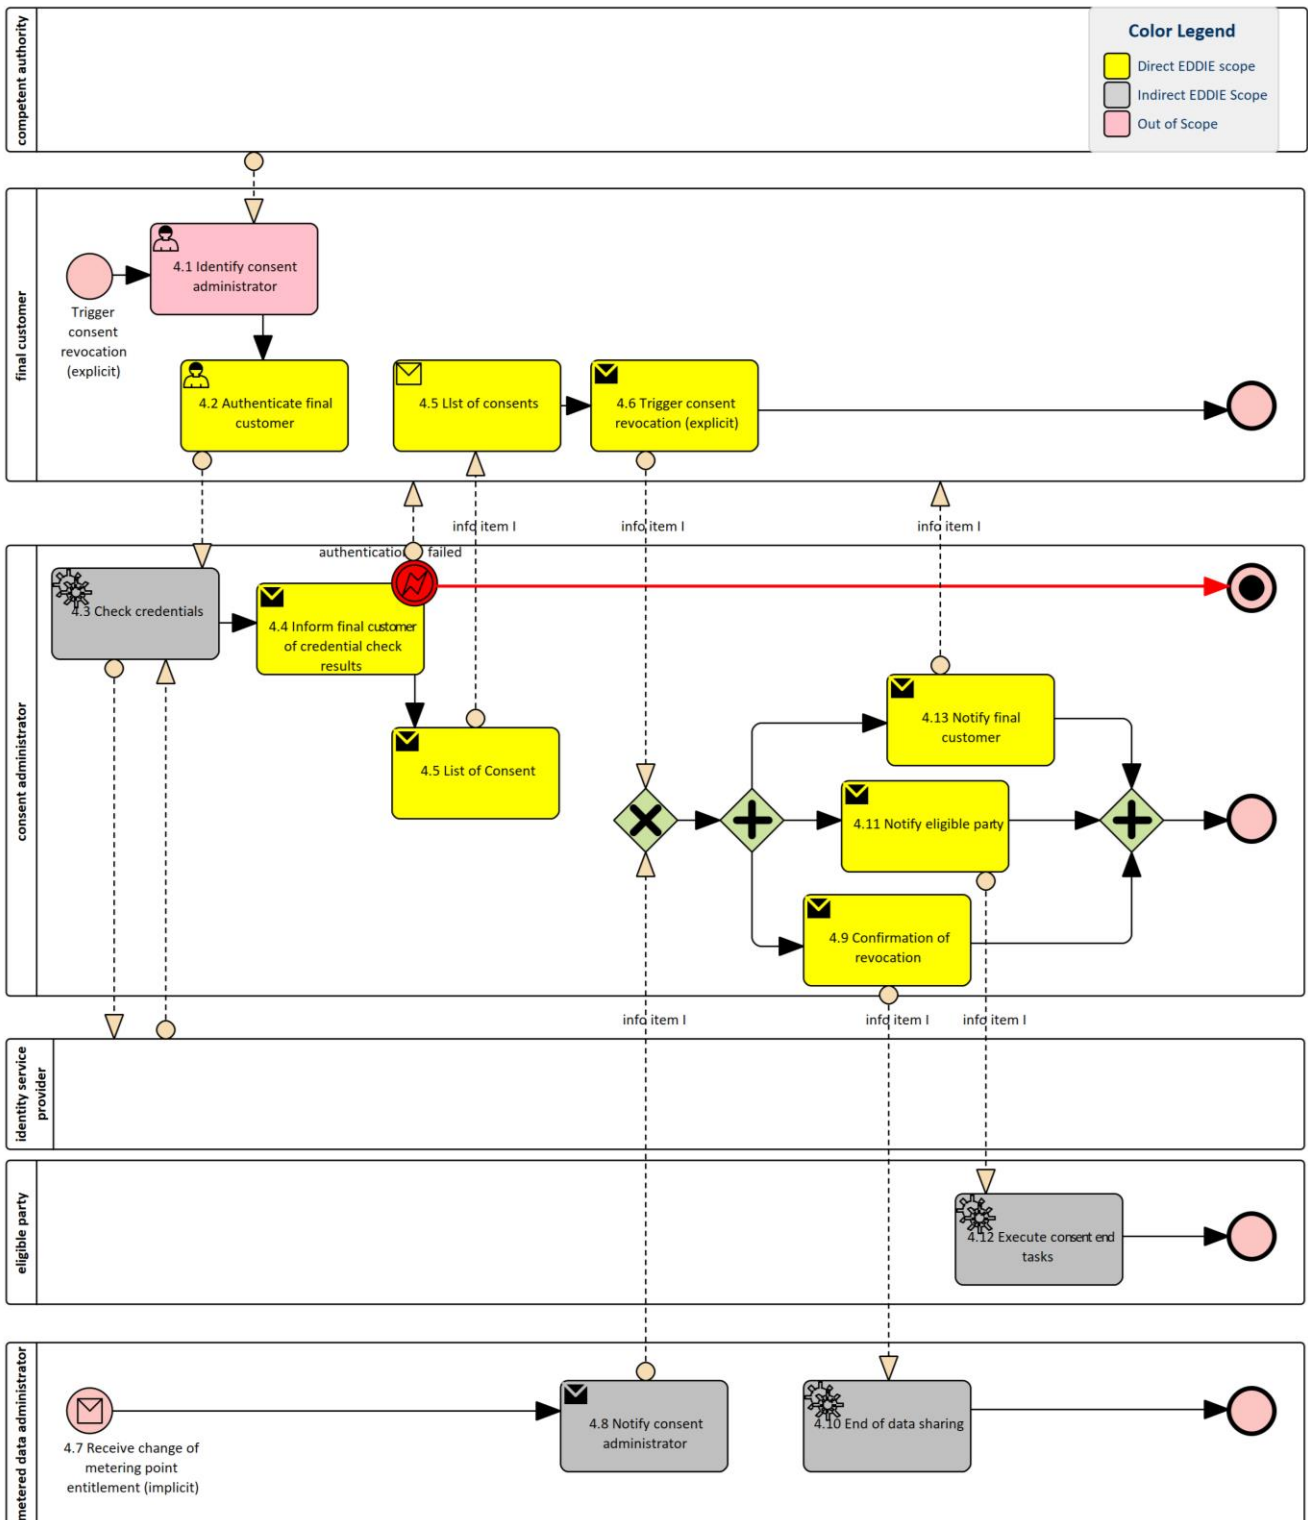 competent authority
Color Legend
Direct EDDIE scope
Indirect EDDIE Scope
Out of Scope
final customer
Trigger
consent
revocation
(explicit)
4.1 Identify consent
administrator
4.2 Authenticate final
customer
4.5 LIst of consents
4.6 Trigger consent
revocation (explicit)
info item I
info item I
info item I
consent administrator
authentication failed
4.3 Check credentials
4.4 Inform final customer
of credential check
results
4.5 List of Consent
4.13 Notify final
customer
4.11 Notify eligible party
4.9 Confirmation of
revocation
info item I
info item I
info item I
identity service
provider
eligible party
4.12 Execute consent end
tasks
metered data administrator
4.7 Receive change of
metering point
entitlement (implicit)
4.8 Notify consent
administrator
4.10 End of data sharing